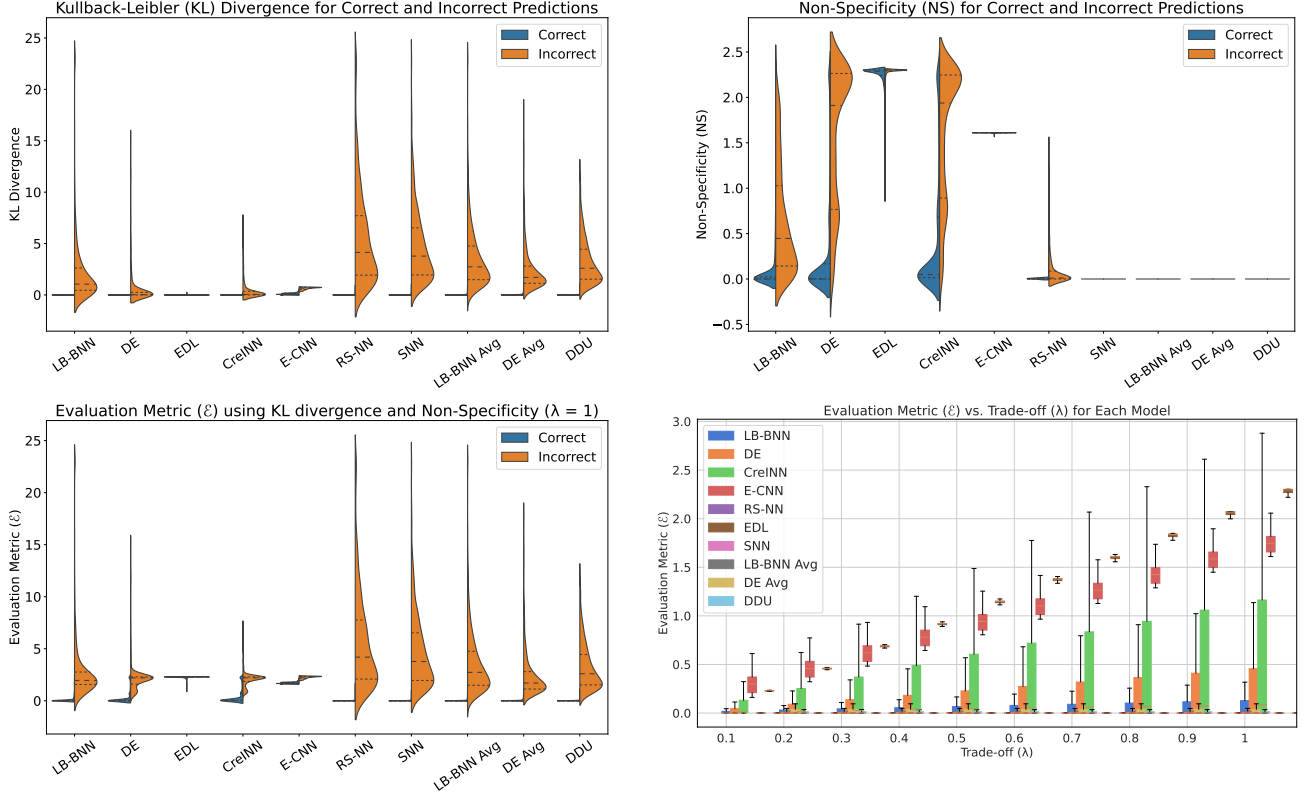 Kullback-Leibler (KL) Divergence for Correct and Incorrect Predictions
Correct
Incorrect
KL Divergence
25
20
15
10
5
0
LB-BNN
DE
EDL
CreINN
E-CNN
RS-NN
SNN
LB-BNN Avg
DE Avg
DDU
Non-Specificity (NS) for Correct and Incorrect Predictions
Correct
Incorrect
Non-Specificity (NS)
2.5
2.0
1.5
1.0
0.5
0.0
−0.5
LB-BNN
DE
EDL
CreINN
E-CNN
RS-NN
SNN
LB-BNN Avg
DE Avg
DDU
Evaluation Metric (ℰ) using KL divergence and Non-Specificity (λ = 1)
Correct
Incorrect
Evaluation Metric (ℰ)
25
20
15
10
5
0
LB-BNN
DE
EDL
CreINN
E-CNN
RS-NN
SNN
LB-BNN Avg
DE Avg
DDU
Evaluation Metric (ℰ) vs. Trade-off (λ) for Each Model
LB-BNN
DE
CreINN
E-CNN
RS-NN
EDL
SNN
LB-BNN Avg
DE Avg
DDU
Evaluation Metric (ℰ)
3.0
2.5
2.0
1.5
1.0
0.5
0.0
0.1 0.2 0.3 0.4 0.5 0.6 0.7 0.8 0.9 1
Trade-off (λ)